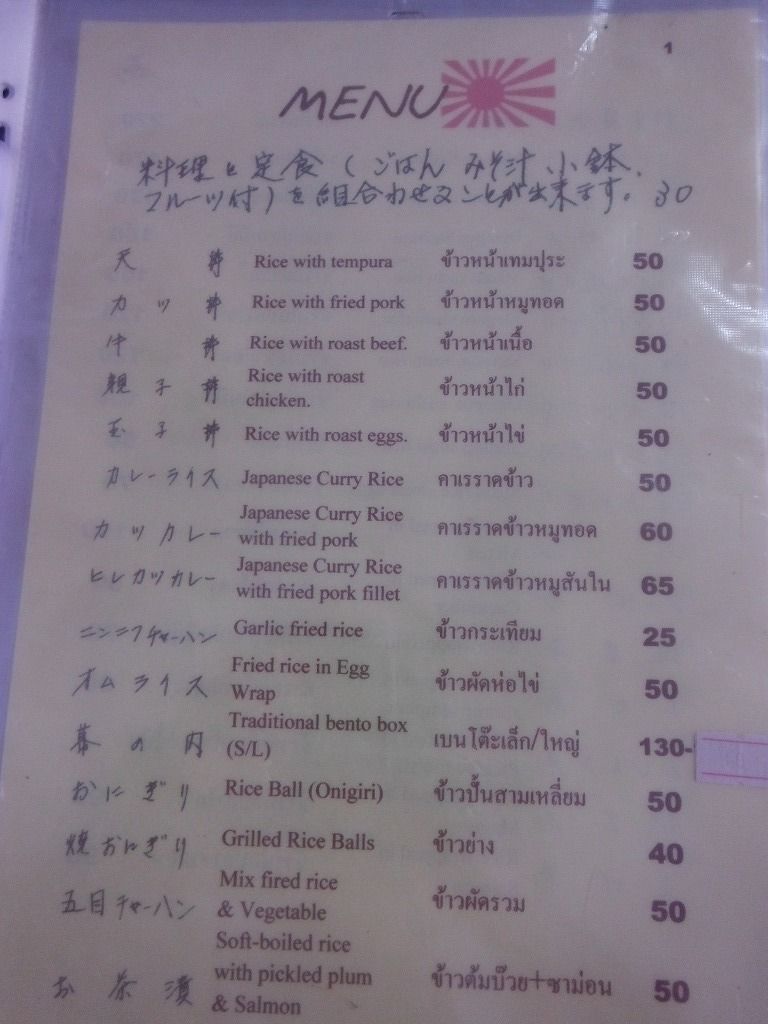 1
MENU
料理と定食(ごはん みそ汁、小鉢、
フルーツ付)を組合わせることが出来ます。30
天丼 Rice with tempura ข้าวหน้าเทมปุระ 50
カツ丼 Rice with fried pork ข้าวหน้าหมูทอด 50
牛丼 Rice with roast beef. ข้าวหน้าเนื้อ 50
親子丼 Rice with roast chicken. ข้าวหน้าไก่ 50
玉子丼 Rice with roast eggs. ข้าวหน้าไข่ 50
カレーライス Japanese Curry Rice คาเรราดข้าว 50
カツカレー Japanese Curry Rice with fried pork คาเรราดข้าวหมูทอด 60
ヒレカツカレー Japanese Curry Rice with fried pork fillet คาเรราดข้าวหมูสันใน 65
ニンニクチャーハン Garlic fried rice ข้าวกระเทียม 25
オムライス Fried rice in Egg Wrap ข้าวผัดห่อไข่ 50
幕の内 Traditional bento box (S/L) เบนโต๊ะเล็ก/ใหญ่ 130-
おにぎり Rice Ball (Onigiri) ข้าวปั้นสามเหลี่ยม 50
焼おにぎり Grilled Rice Balls ข้าวย่าง 40
五目チャーハン Mix fired rice & Vegetable ข้าวผัดรวม 50
お茶漬 Soft-boiled rice with pickled plum & Salmon ข้าวต้มบ๊วย+ซาม่อน 50